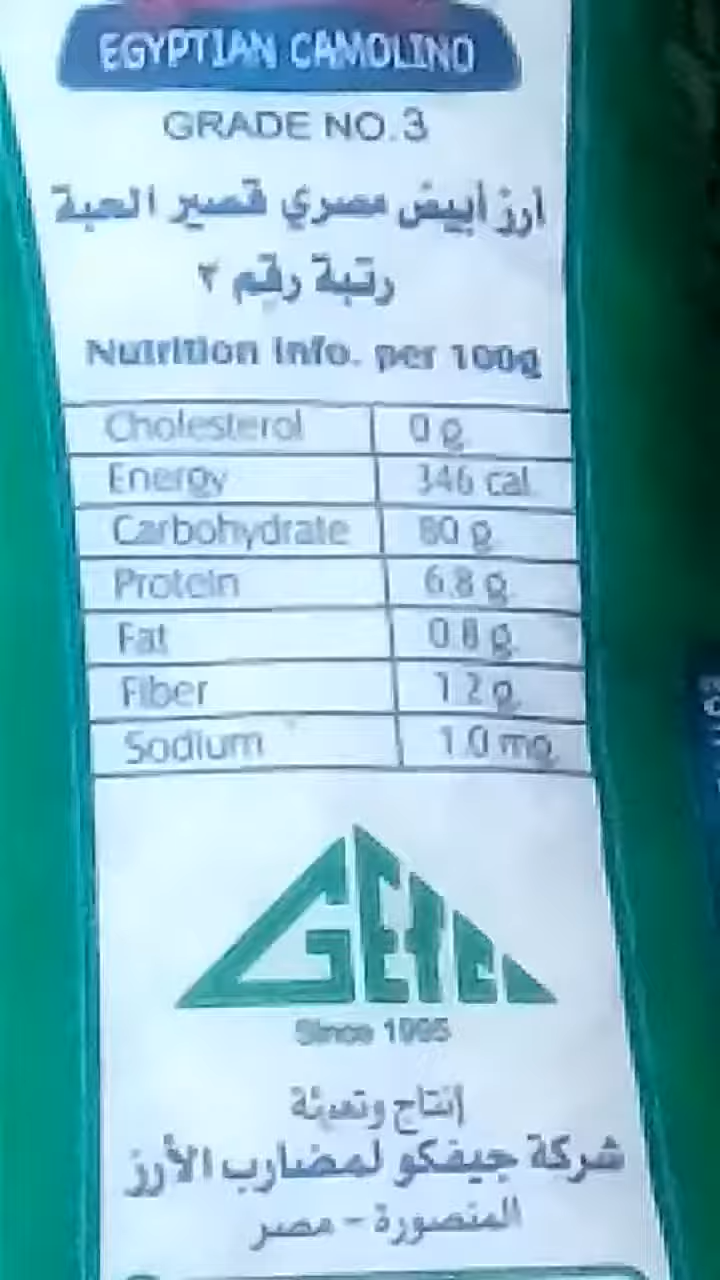 EGYPTIAN CAMOLINO
GRADE NO.3
أرز أبيض مصري قصير الحبة
رتبة رقم ٣
Nutrition info. per 100g
Cholesterol 0 g.
Energy 346 cal.
Carbohydrate 80 g.
Protein 6.8 g.
Fat 0.8 g.
Fiber 1.2 g.
Sodium 1.0 mg.
Since 1995
إنتاج وتعبئة
شركة جيفكو لمضارب الأرز
المنصورة - مصر